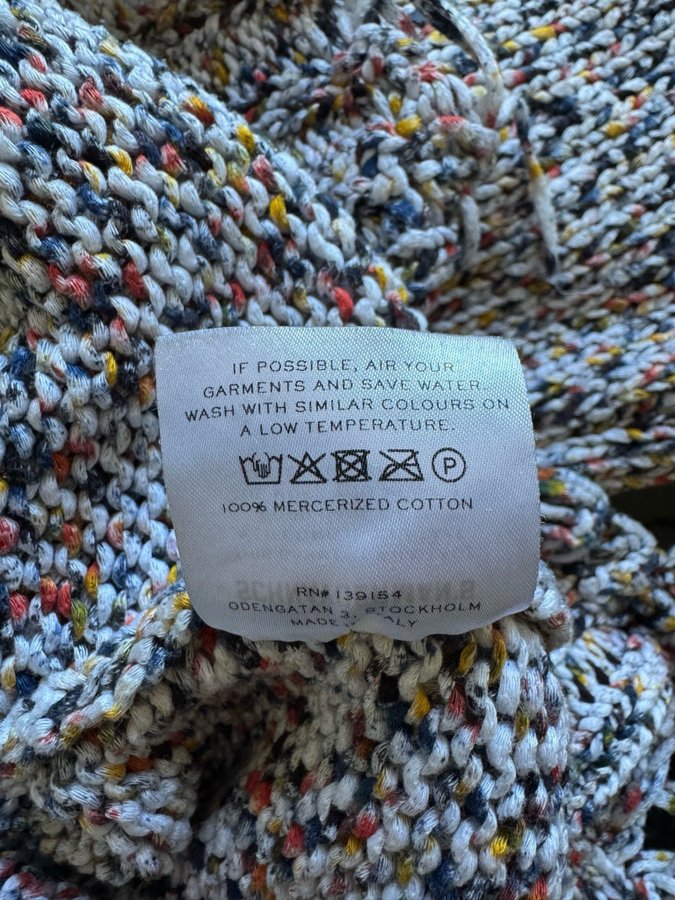 IF POSSIBLE, AIR YOUR
GARMENTS AND SAVE WATER.
WASH WITH SIMILAR COLOURS ON
A LOW TEMPERATURE.
P
100% MERCERIZED COTTON
RN# 139154
ODENGATAN 3, STOCKHOLM
MADE IN ITALY